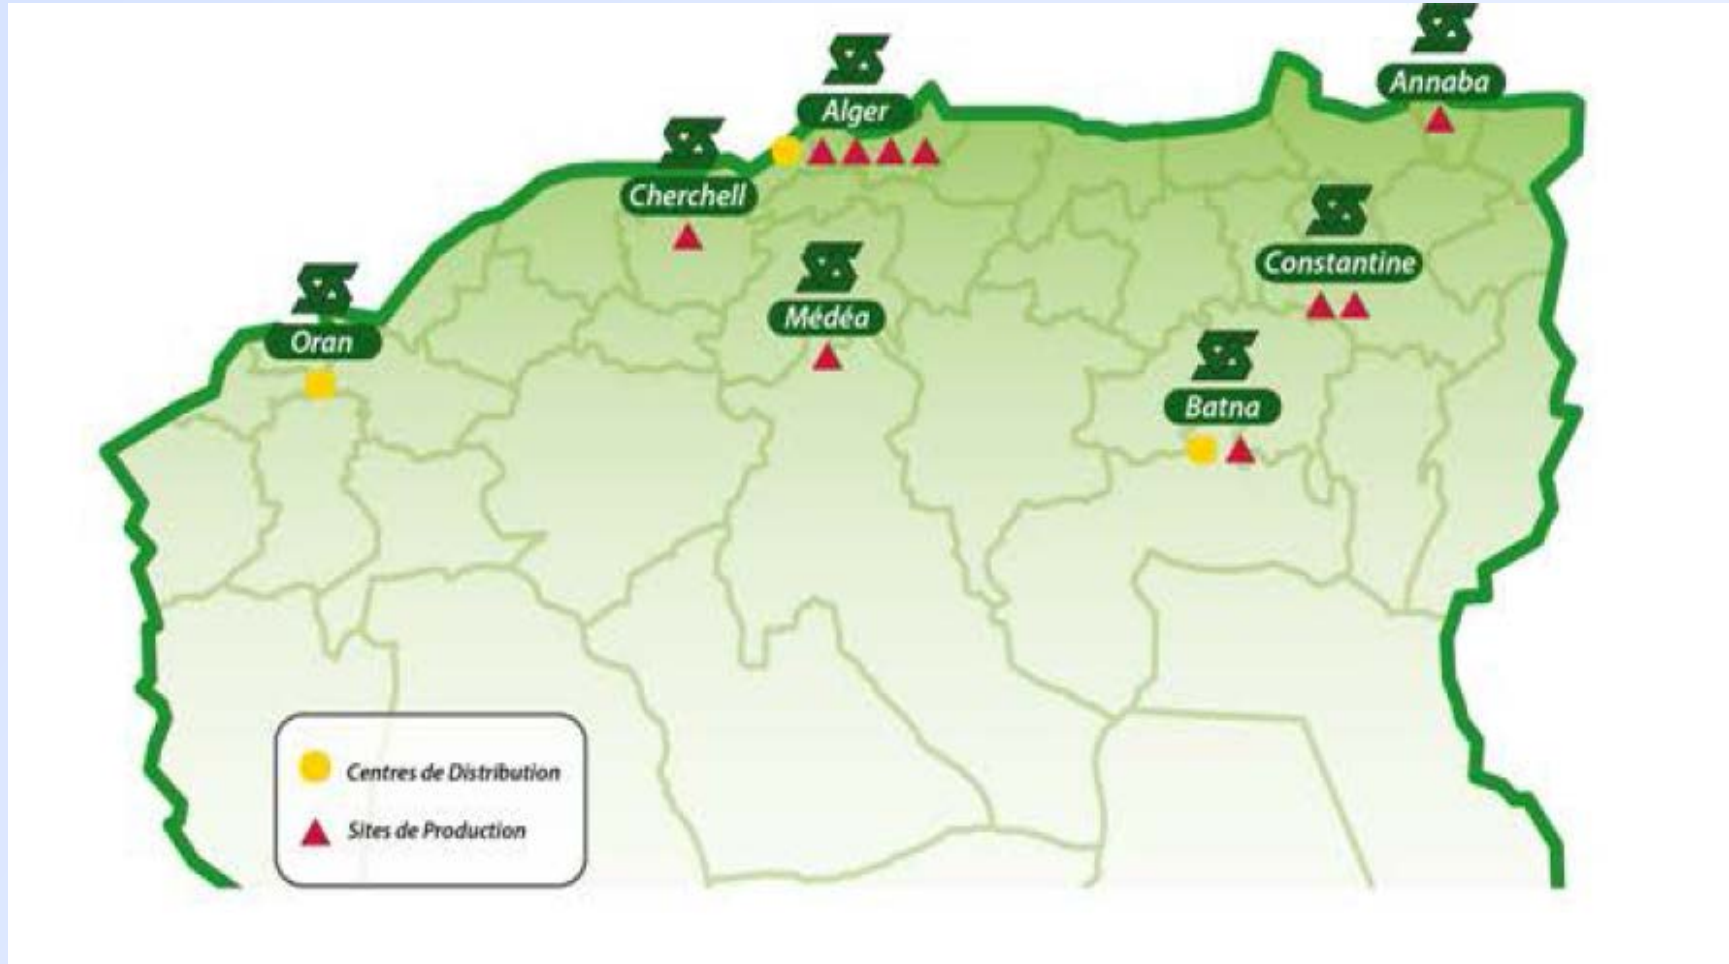 Annaba
Alger
Cherchell
Constantine
Médéa
Oran
Batna
Centres de Distribution
Sites de Production